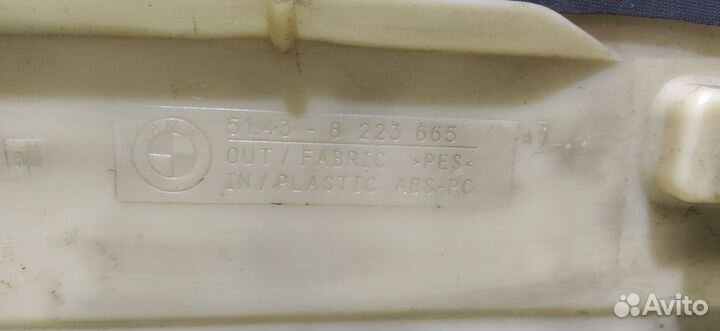 BMW
51.43 - 8 223 665
OUT / FABRIC >PES<
IN / PLASTIC ABS-PC
Avito